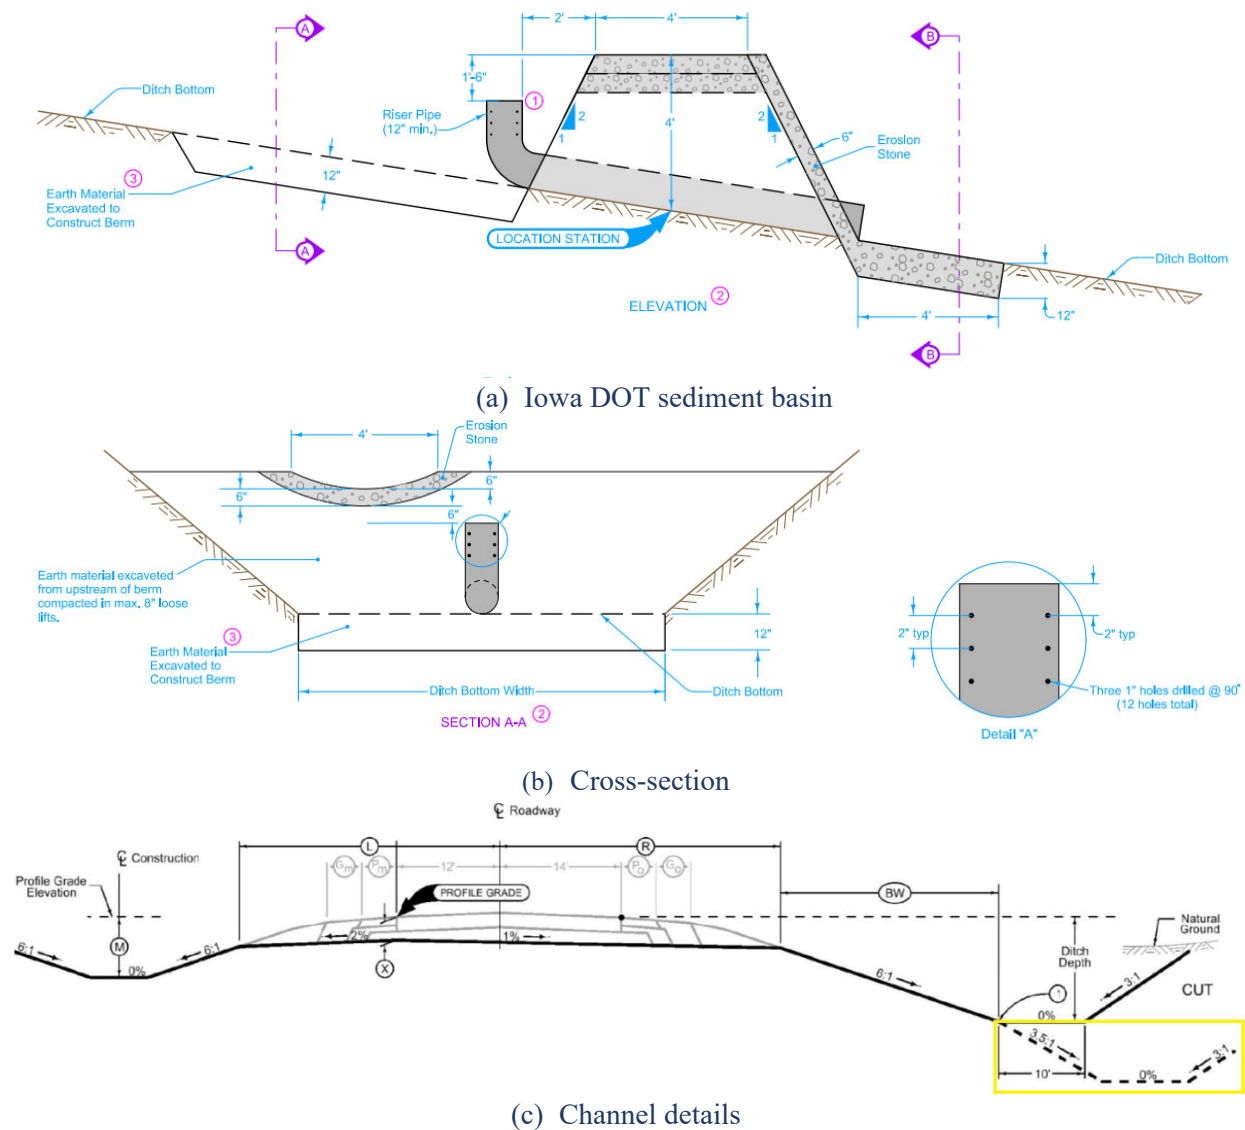 2'
4'
A
B
1'-6"
1
Ditch Bottom
Riser Pipe
(12" min.)
2
1
4'
2
1
6"
Erosion
Stone
3
12"
Earth Material
Excavated to
Construct Berm
A
LOCATION STATION
Ditch Bottom
ELEVATION 2
4'
12"
B
(a) Iowa DOT sediment basin
4'
Erosion
Stone
6"
6"
6"
Earth material excaveted
from upstream of berm
compacted in max. 8" loose
lifts.
2" typ
2" typ
3
Earth Material
Excavated to
Construct Berm
12"
Ditch Bottom Width
Ditch Bottom
Three 1" holes drilled @ 90°
(12 holes total)
SECTION A-A 2
Detail "A"
(b) Cross-section
℄ Roadway
℄ Construction
L
R
Gm
Pm
12'
14'
Po
Go
Profile Grade
Elevation
PROFILE GRADE
BW
Natural
Ground
6:1
M
6:1
0%
2%
1%
X
6:1
Ditch
Depth
1
3:1
CUT
0%
3.5:1
10'
0%
3:1
(c) Channel details